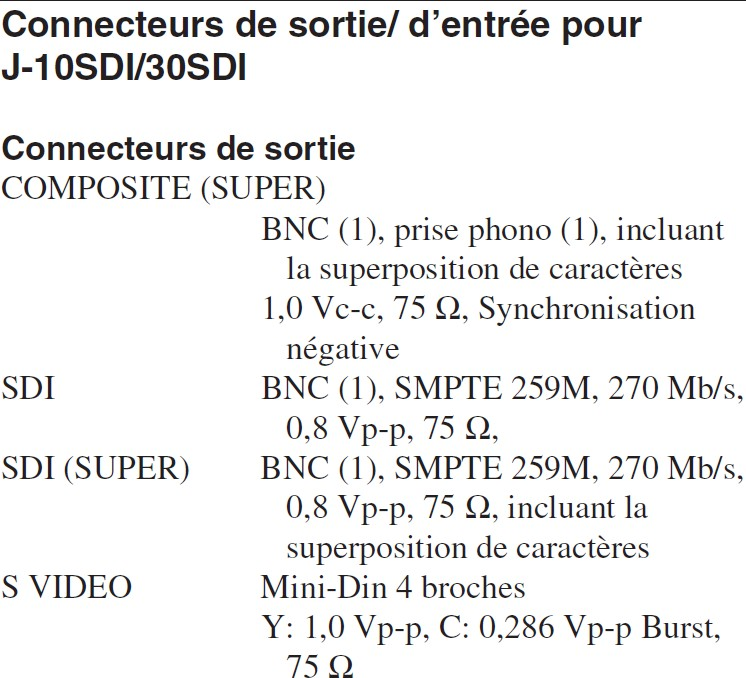 Connecteurs de sortie/ d'entrée pour
J-10SDI/30SDI
Connecteurs de sortie
COMPOSITE (SUPER)
BNC (1), prise phono (1), incluant
la superposition de caractères
1,0 Vc-c, 75 Ω, Synchronisation
négative
SDI BNC (1), SMPTE 259M, 270 Mb/s,
0,8 Vp-p, 75 Ω,
SDI (SUPER) BNC (1), SMPTE 259M, 270 Mb/s,
0,8 Vp-p, 75 Ω, incluant la
superposition de caractères
S VIDEO Mini-Din 4 broches
Y: 1,0 Vp-p, C: 0,286 Vp-p Burst,
75 Ω